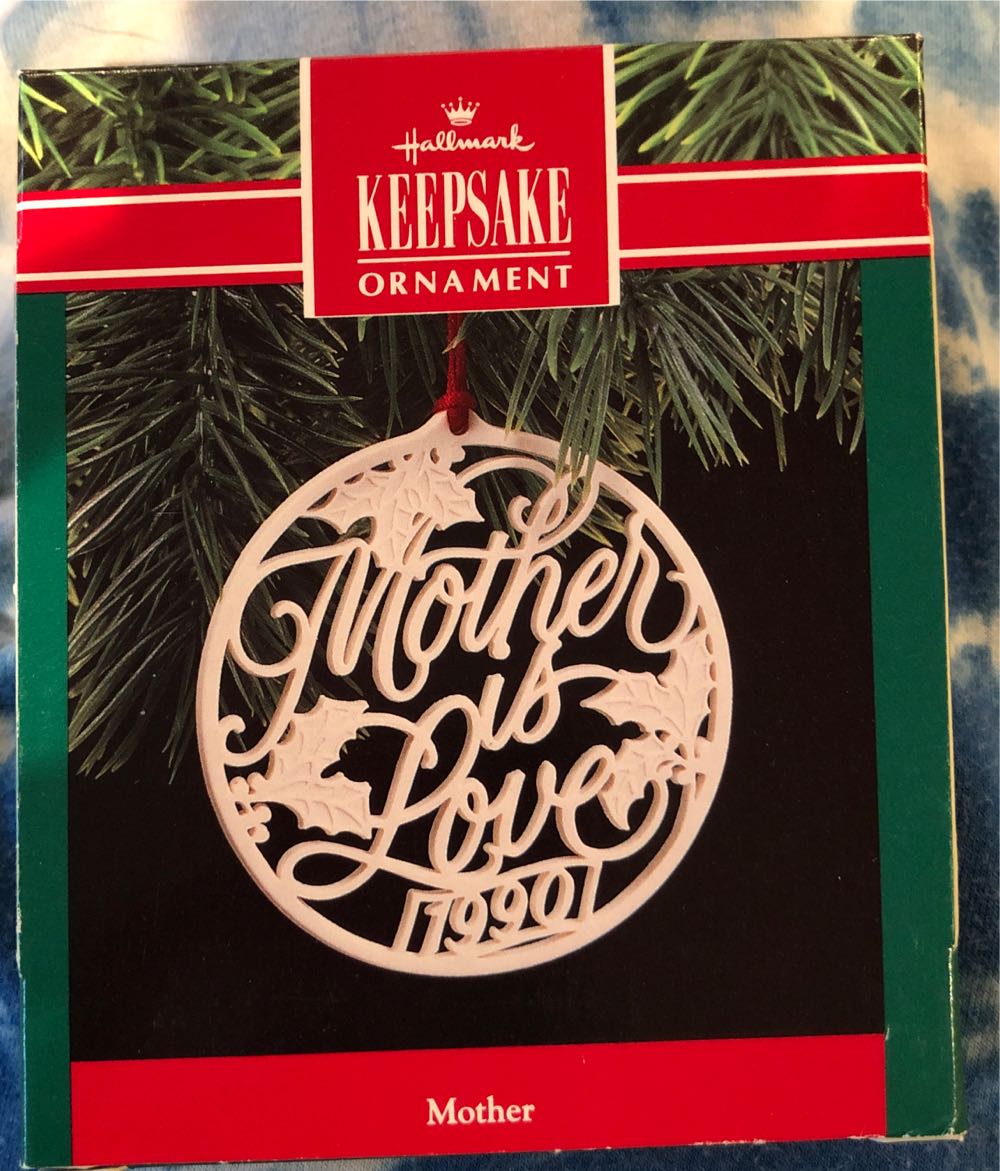 Hallmark
KEEPSAKE
ORNAMENT
Mother
is
Love
1990
Mother